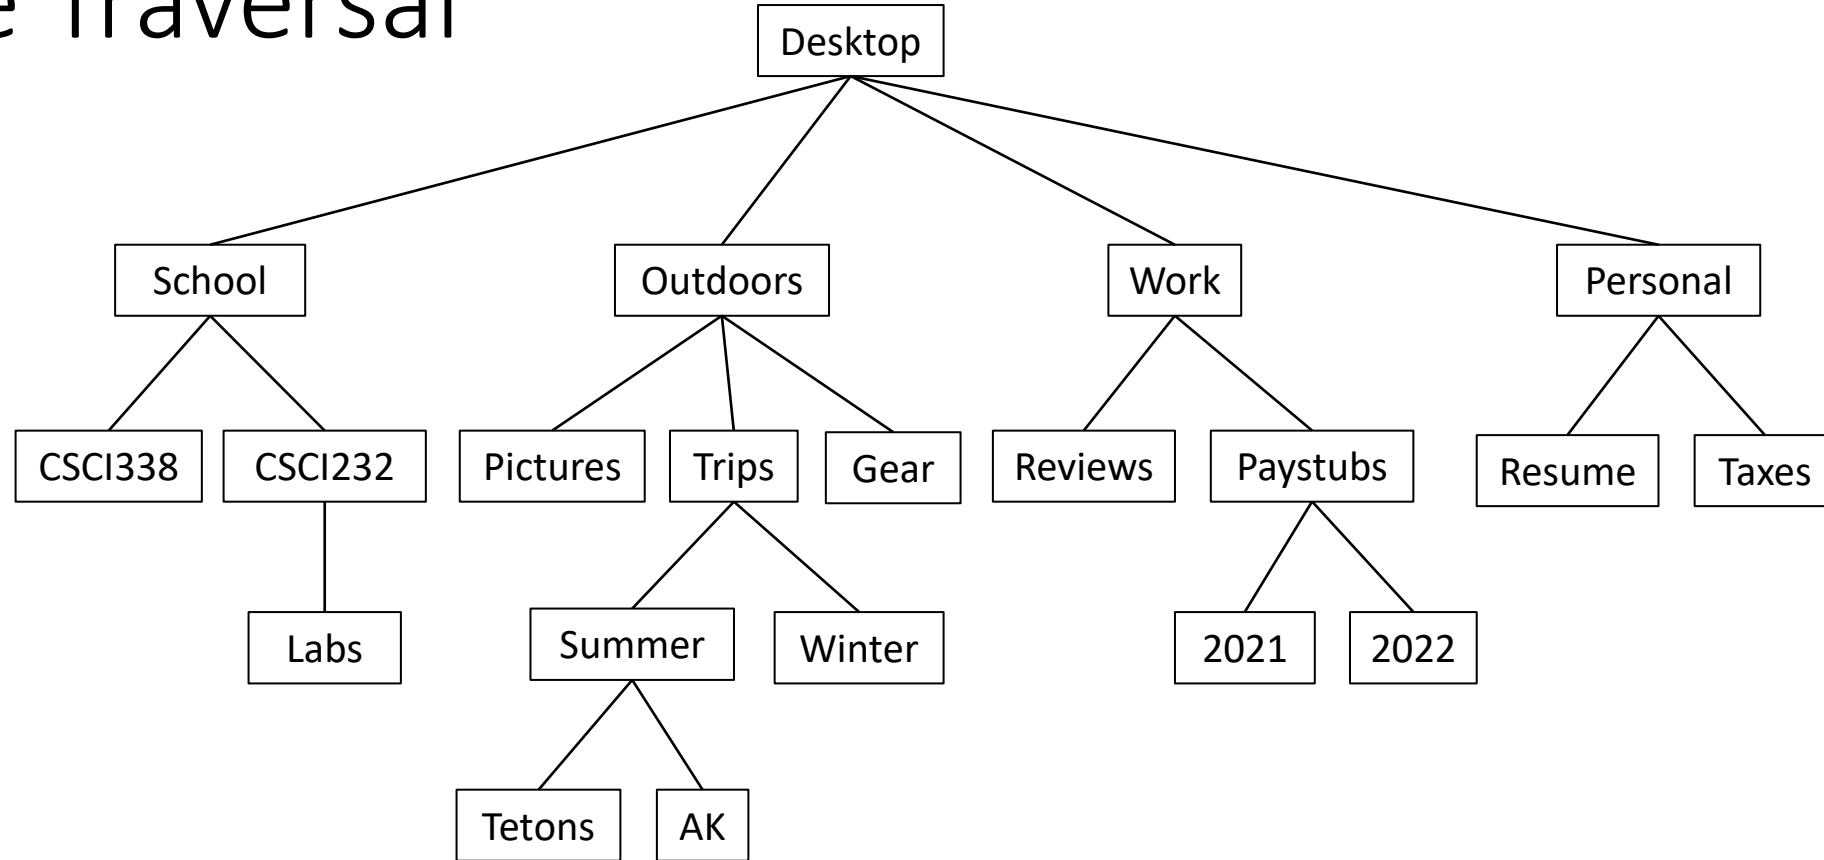 e Traversal
Desktop
School Outdoors Work Personal
CSCI338 CSCI232 Pictures Trips Gear Reviews Paystubs Resume Taxes
Labs Summer Winter 2021 2022
Tetons AK